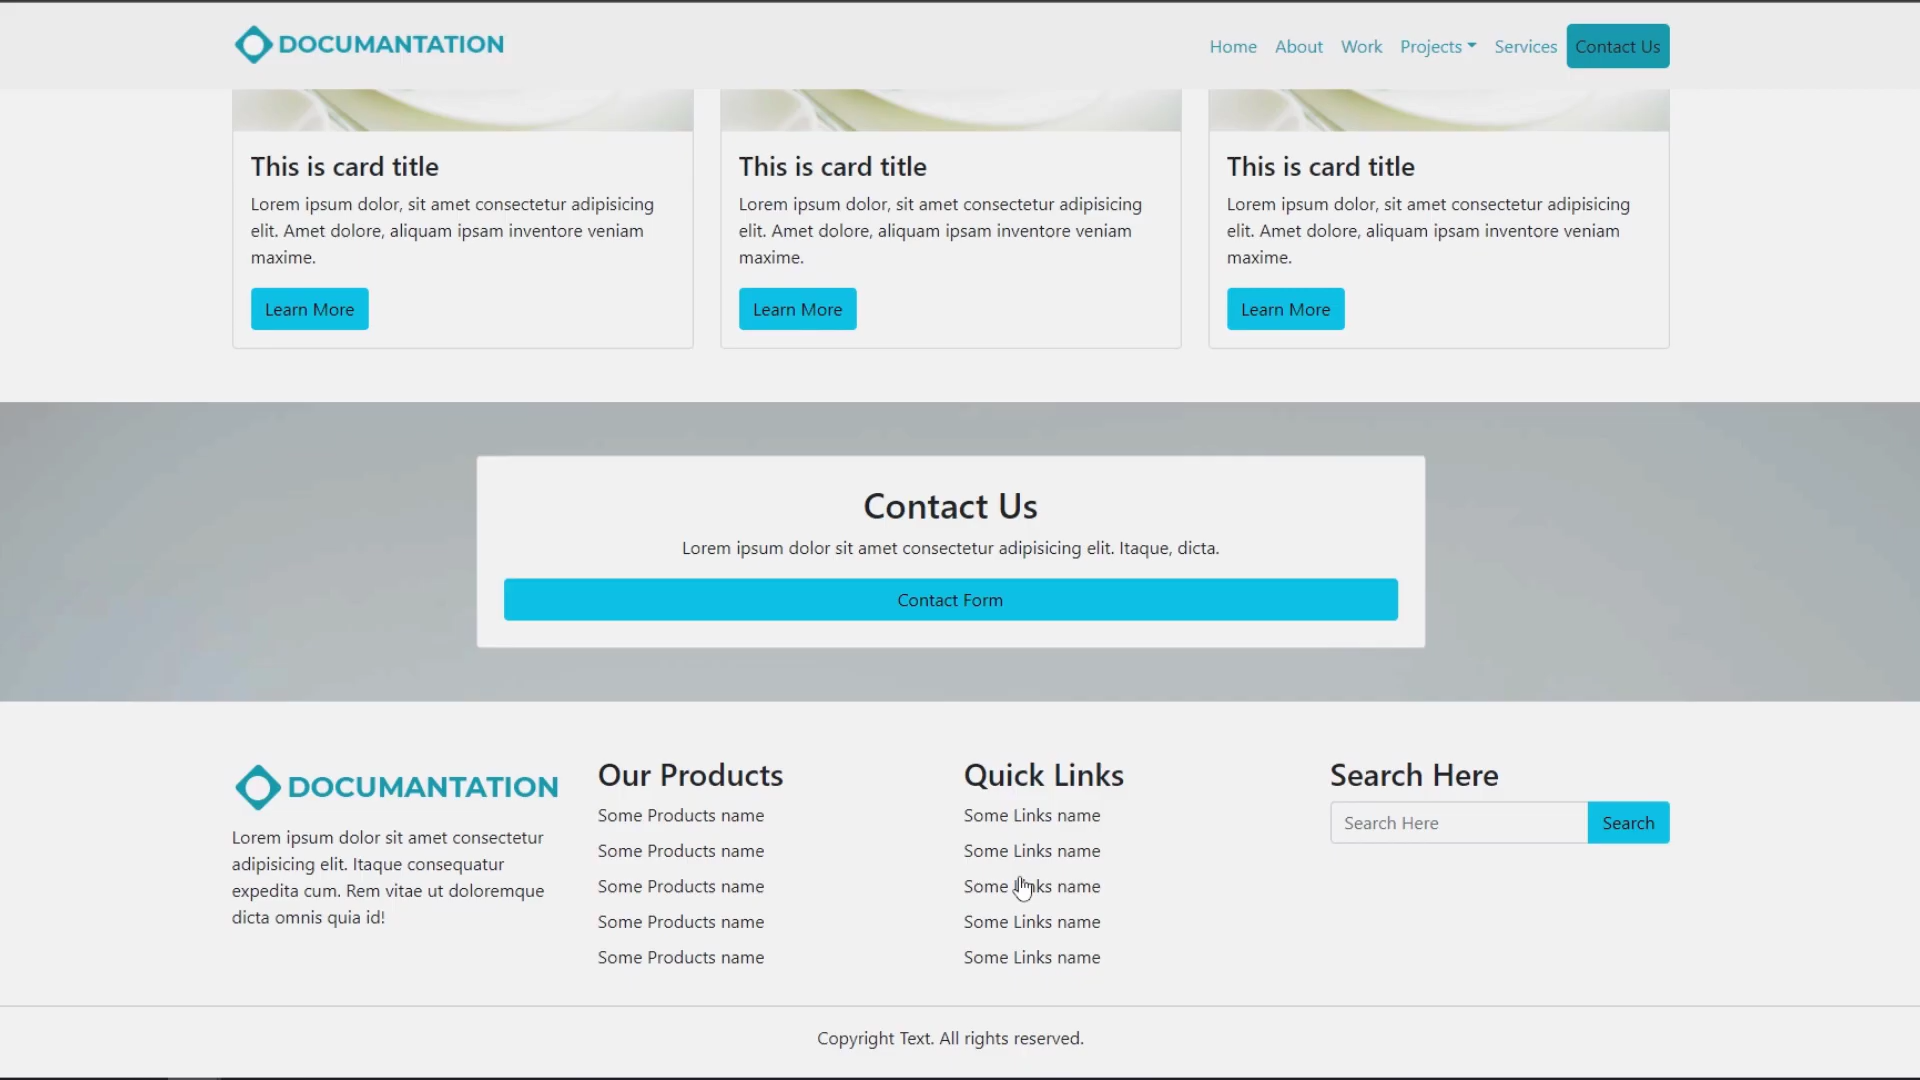 DOCUMANTATION
Home About Work Projects Services Contact Us
This is card title
Lorem ipsum dolor, sit amet consectetur adipisicing
elit. Amet dolore, aliquam ipsam inventore veniam
maxime.
Learn More
This is card title
Lorem ipsum dolor, sit amet consectetur adipisicing
elit. Amet dolore, aliquam ipsam inventore veniam
maxime.
Learn More
This is card title
Lorem ipsum dolor, sit amet consectetur adipisicing
elit. Amet dolore, aliquam ipsam inventore veniam
maxime.
Learn More
Contact Us
Lorem ipsum dolor sit amet consectetur adipisicing elit. Itaque, dicta.
Contact Form
DOCUMANTATION
Lorem ipsum dolor sit amet consectetur
adipisicing elit. Itaque consequatur
expedita cum. Rem vitae ut doloremque
dicta omnis quia id!
Our Products
Some Products name
Some Products name
Some Products name
Some Products name
Some Products name
Quick Links
Some Links name
Some Links name
Some Links name
Some Links name
Some Links name
Search Here
Search Here
Search
Copyright Text. All rights reserved.